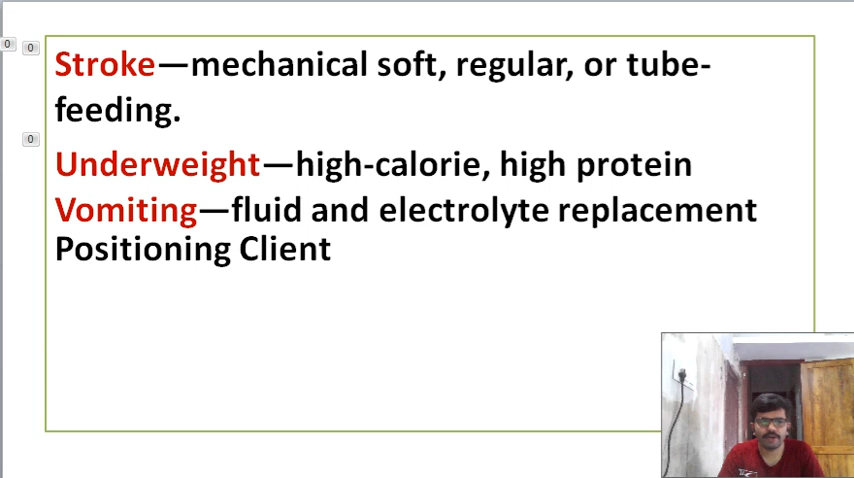 0
0
Stroke—mechanical soft, regular, or tube-
feeding.
0
Underweight—high-calorie, high protein
Vomiting—fluid and electrolyte replacement
Positioning Client